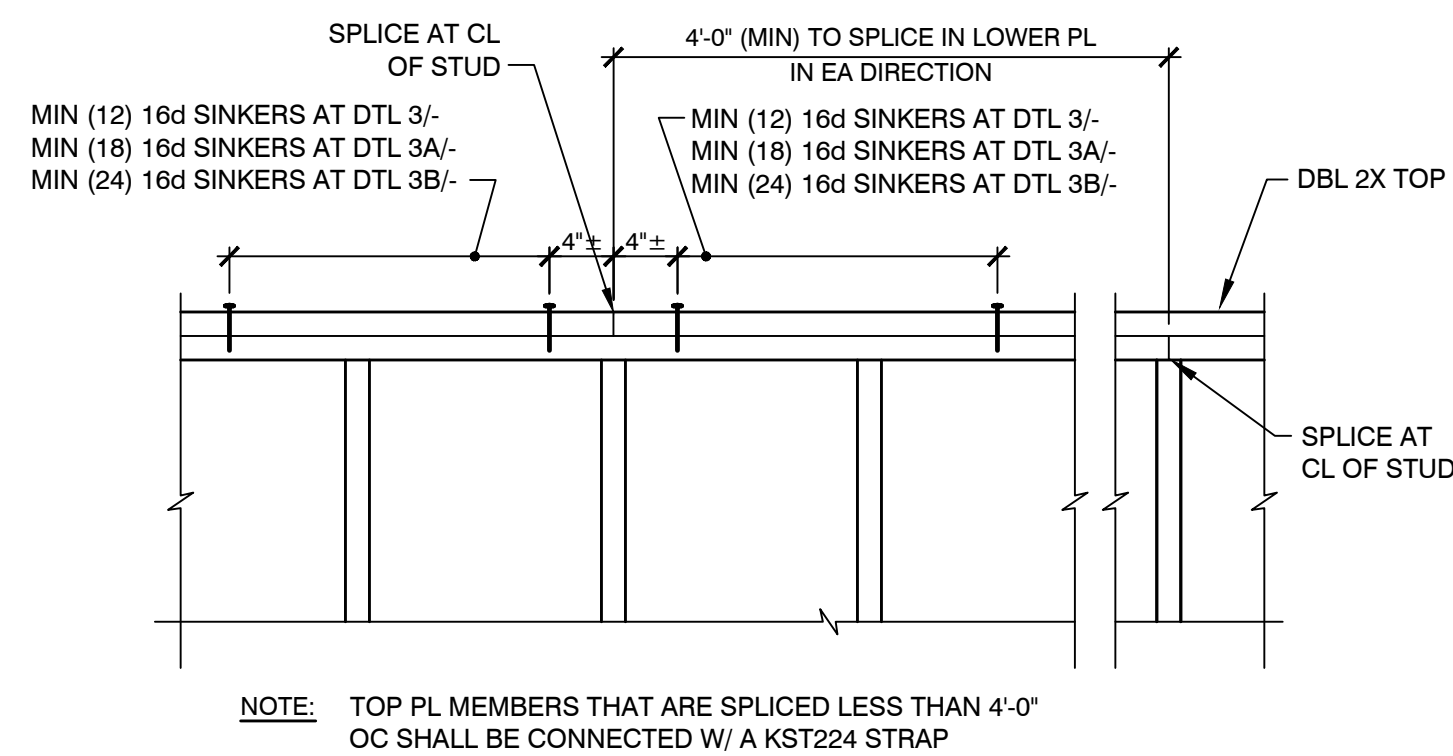 SPLICE AT CL
OF STUD
4'-0" (MIN) TO SPLICE IN LOWER PL
IN EA DIRECTION
MIN (12) 16d SINKERS AT DTL 3/-
MIN (18) 16d SINKERS AT DTL 3A/-
MIN (24) 16d SINKERS AT DTL 3B/-
MIN (12) 16d SINKERS AT DTL 3/-
MIN (18) 16d SINKERS AT DTL 3A/-
MIN (24) 16d SINKERS AT DTL 3B/-
DBL 2X TOP
4"± 4"±
SPLICE AT
CL OF STUD
NOTE: TOP PL MEMBERS THAT ARE SPLICED LESS THAN 4'-0"
OC SHALL BE CONNECTED W/ A KST224 STRAP